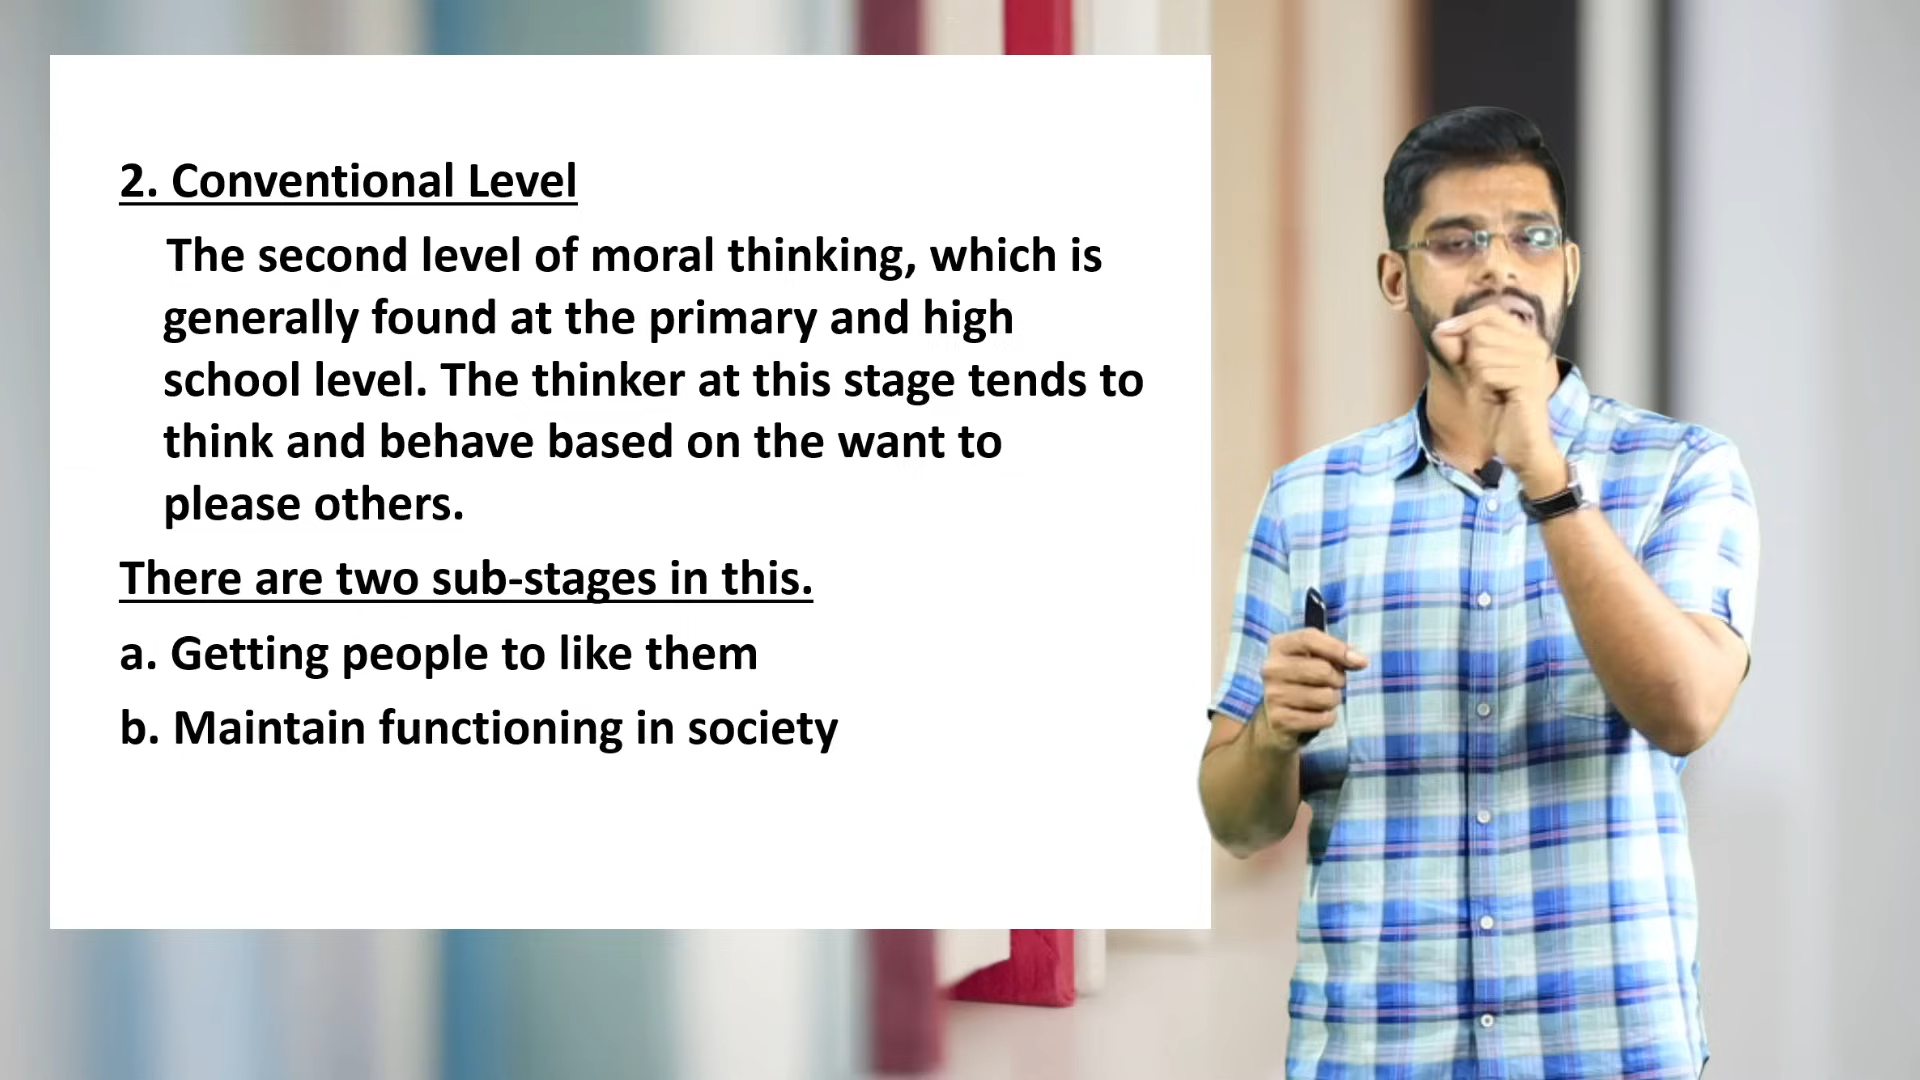 2. Conventional Level
The second level of moral thinking, which is
generally found at the primary and high
school level. The thinker at this stage tends to
think and behave based on the want to
please others.
There are two sub-stages in this.
a. Getting people to like them
b. Maintain functioning in society